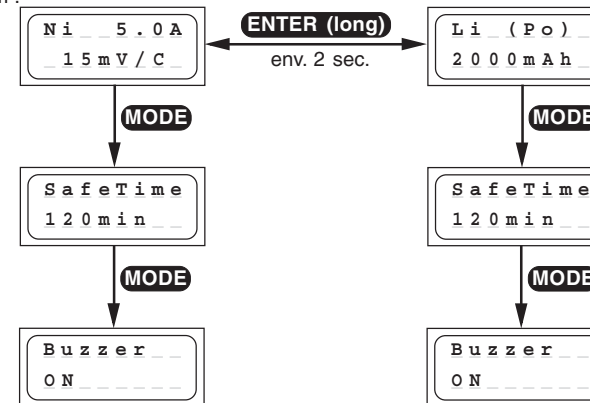 Ni 5.0A
15mV/C
ENTER (long)
env. 2 sec.
Li (Po)
2000mAh
MODE
MODE
SafeTime
120min
SafeTime
120min
MODE
MODE
Buzzer
ON
Buzzer
ON